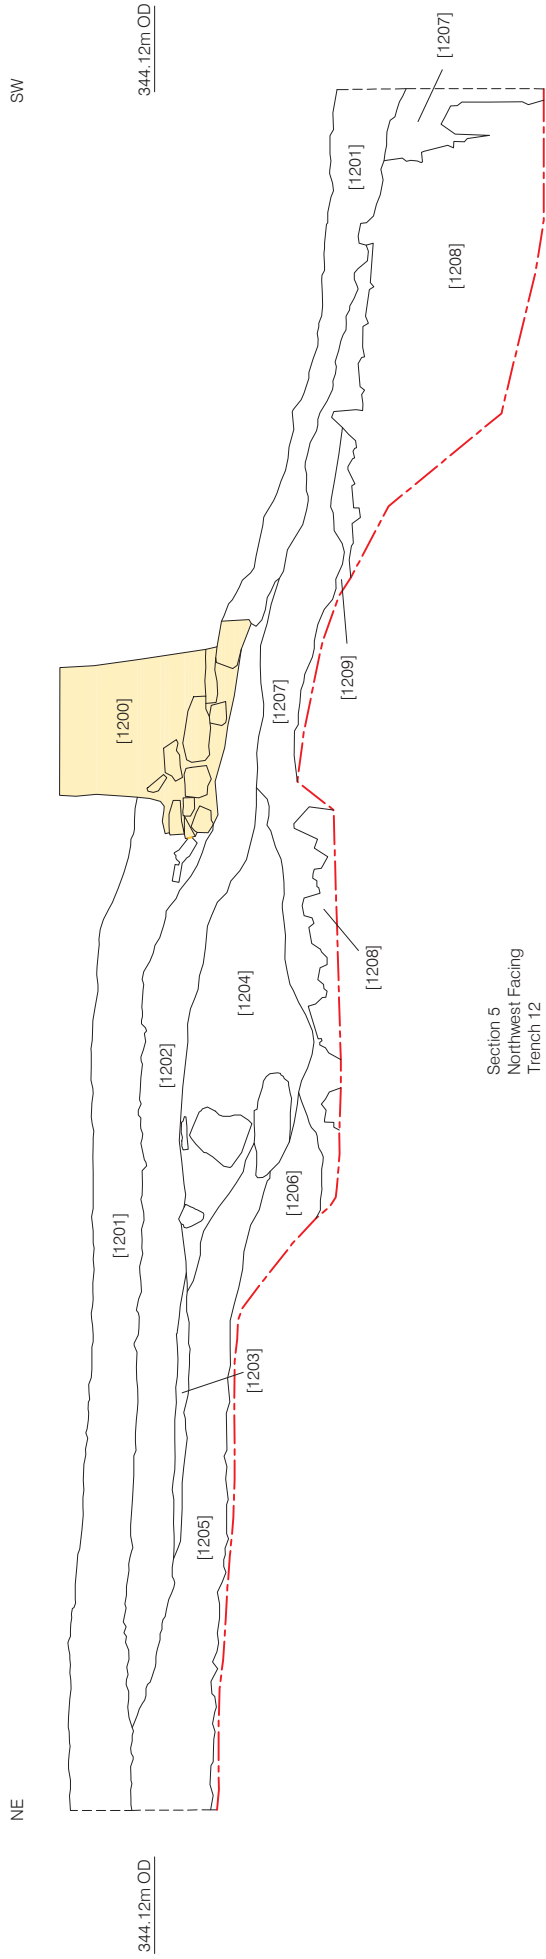 NE
SW
344.12m OD
344.12m OD
[1200]
[1201]
[1201]
[1202]
[1207]
[1204]
[1207]
[1203]
[1205]
[1206]
[1208]
[1209]
[1208]
Section 5
Northwest Facing
Trench 12